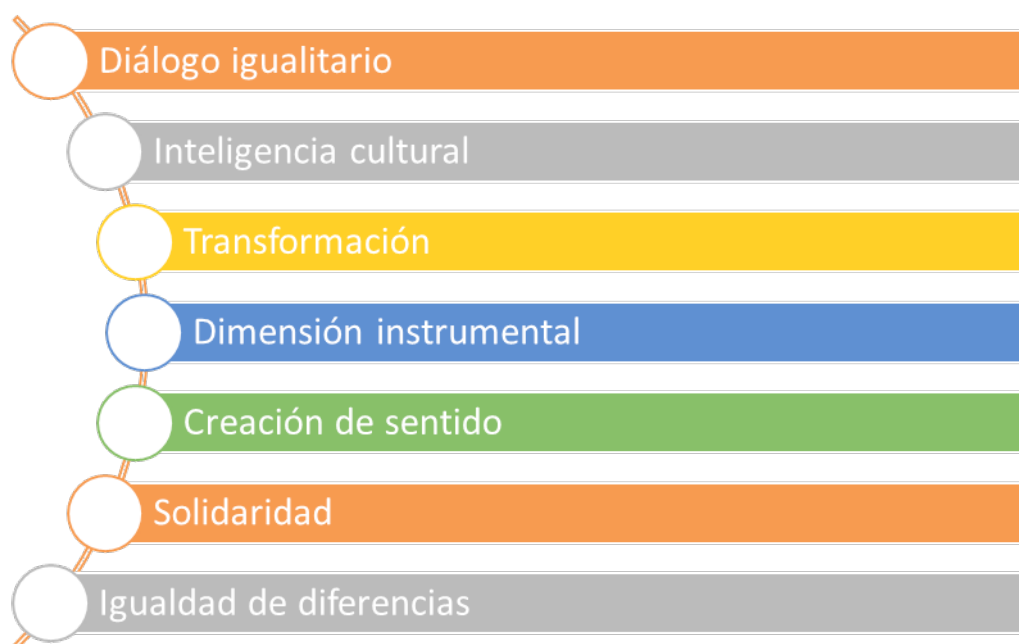 Diálogo igualitario
Inteligencia cultural
Transformación
Dimensión instrumental
Creación de sentido
Solidaridad
Igualdad de diferencias